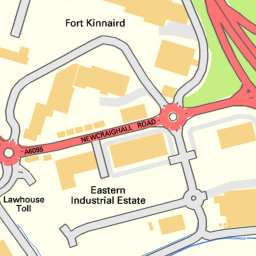 Fort Kinnaird
NEWCRAIGHALL ROAD
A6095
Lawhouse
Toll
Eastern
Industrial Estate